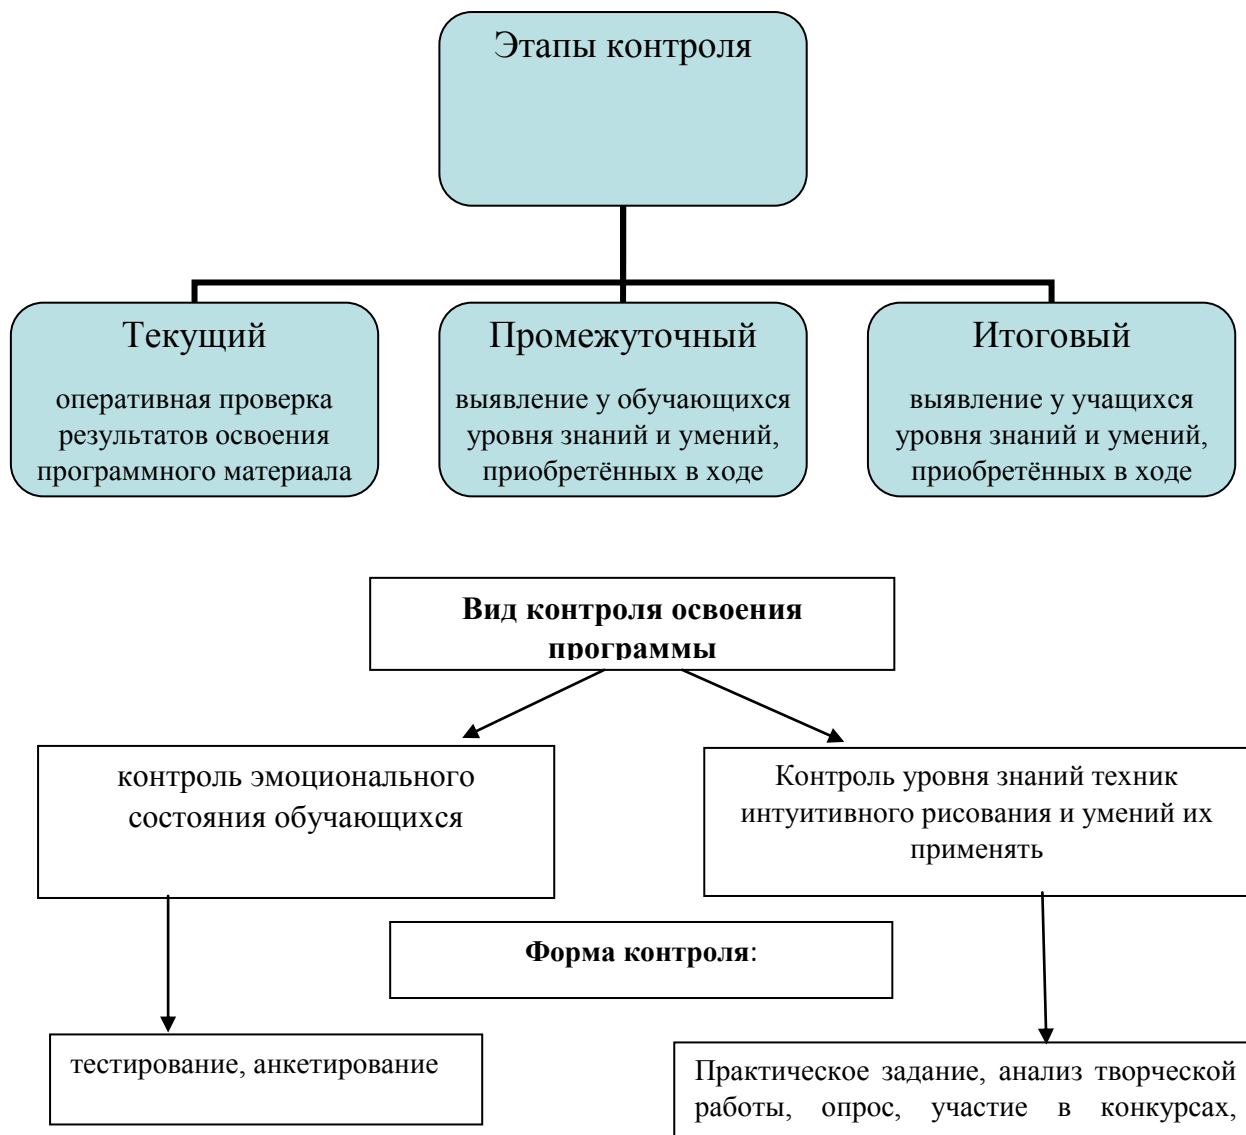 Этапы контроля
Текущий
оперативная проверка
результатов освоения
программного материала
Промежуточный
выявление у обучающихся
уровня знаний и умений,
приобретённых в ходе
Итоговый
выявление у учащихся
уровня знаний и умений,
приобретённых в ходе
Вид контроля освоения
программы
контроль эмоционального
состояния обучающихся
Контроль уровня знаний техник
интуитивного рисования и умений их
применять
Форма контроля:
тестирование, анкетирование
Практическое задание, анализ творческой
работы, опрос, участие в конкурсах,